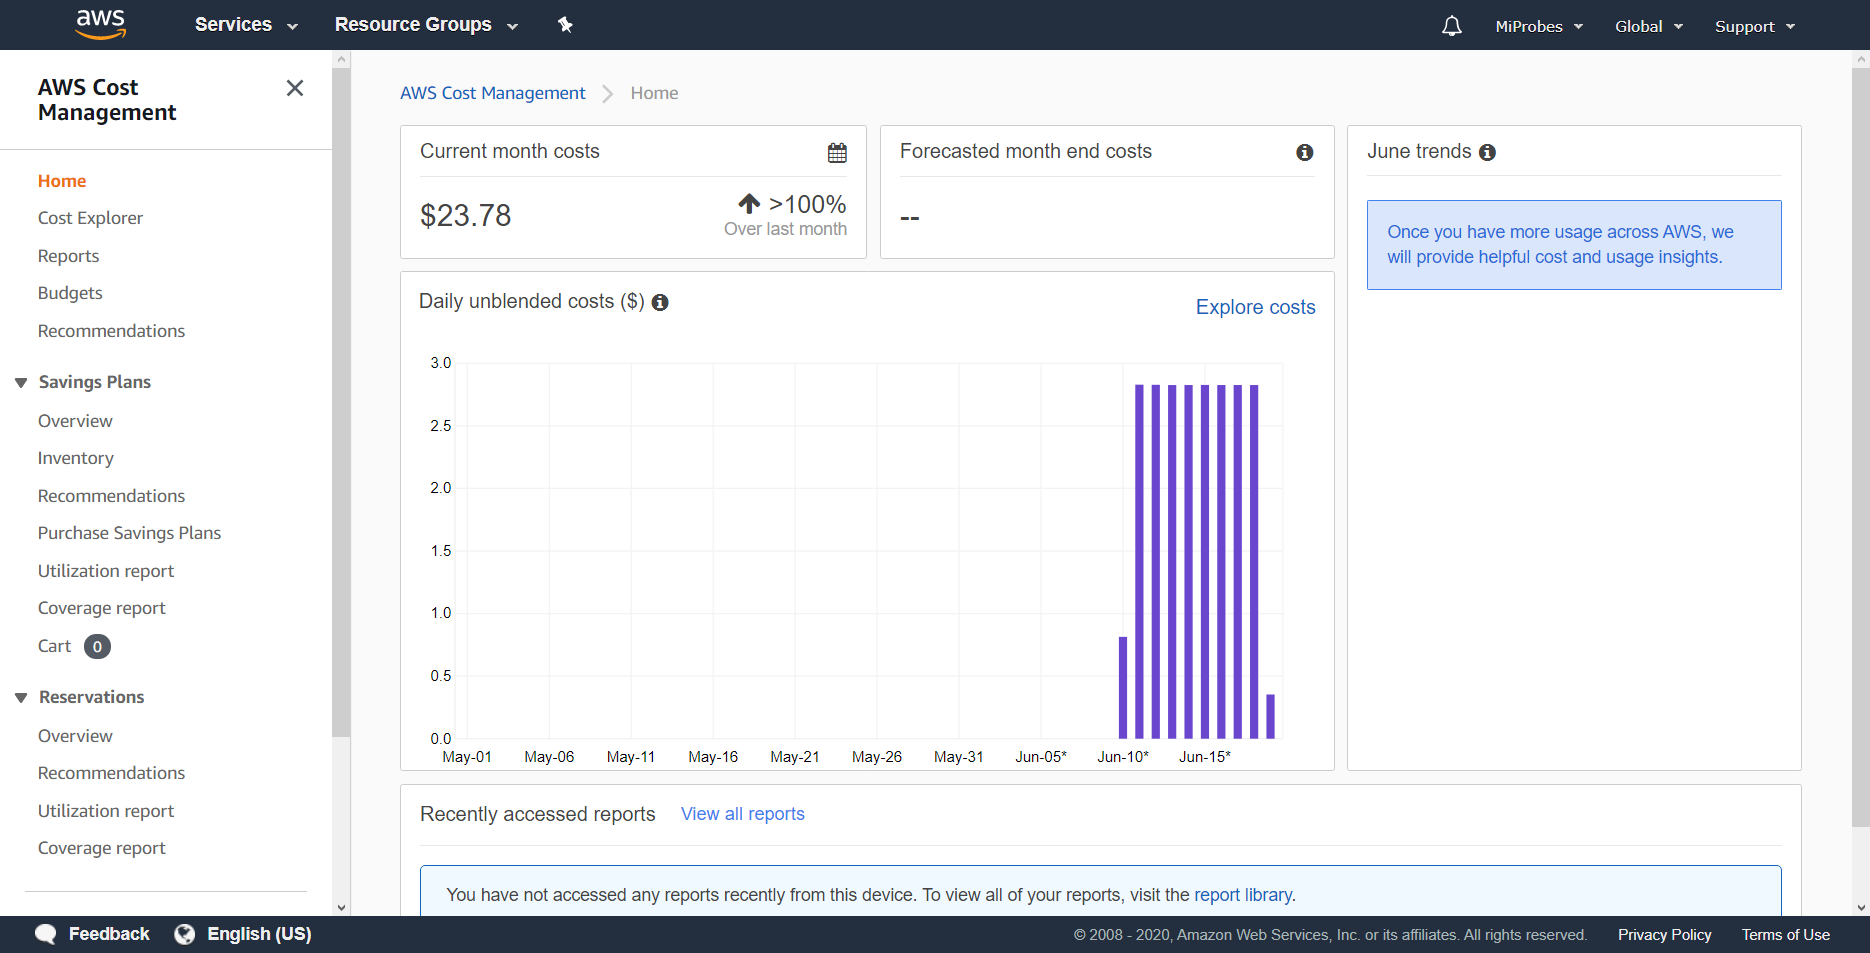 aws Services Resource Groups MiProbes Global Support
AWS Cost
Management
Home
Cost Explorer
Reports
Budgets
Recommendations
Savings Plans
Overview
Inventory
Recommendations
Purchase Savings Plans
Utilization report
Coverage report
Cart 0
Reservations
Overview
Recommendations
Utilization report
Coverage report
AWS Cost Management Home
Current month costs
$23.78
>100%
Over last month
Forecasted month end costs
--
June trends
Once you have more usage across AWS, we
will provide helpful cost and usage insights.
Daily unblended costs ($)
Explore costs
3.0
2.5
2.0
1.5
1.0
0.5
0.0
May-01 May-06 May-11 May-16 May-21 May-26 May-31 Jun-05* Jun-10* Jun-15*
Recently accessed reports View all reports
You have not accessed any reports recently from this device. To view all of your reports, visit the report library.
Feedback English (US) © 2008 - 2020, Amazon Web Services, Inc. or its affiliates. All rights reserved. Privacy Policy Terms of Use